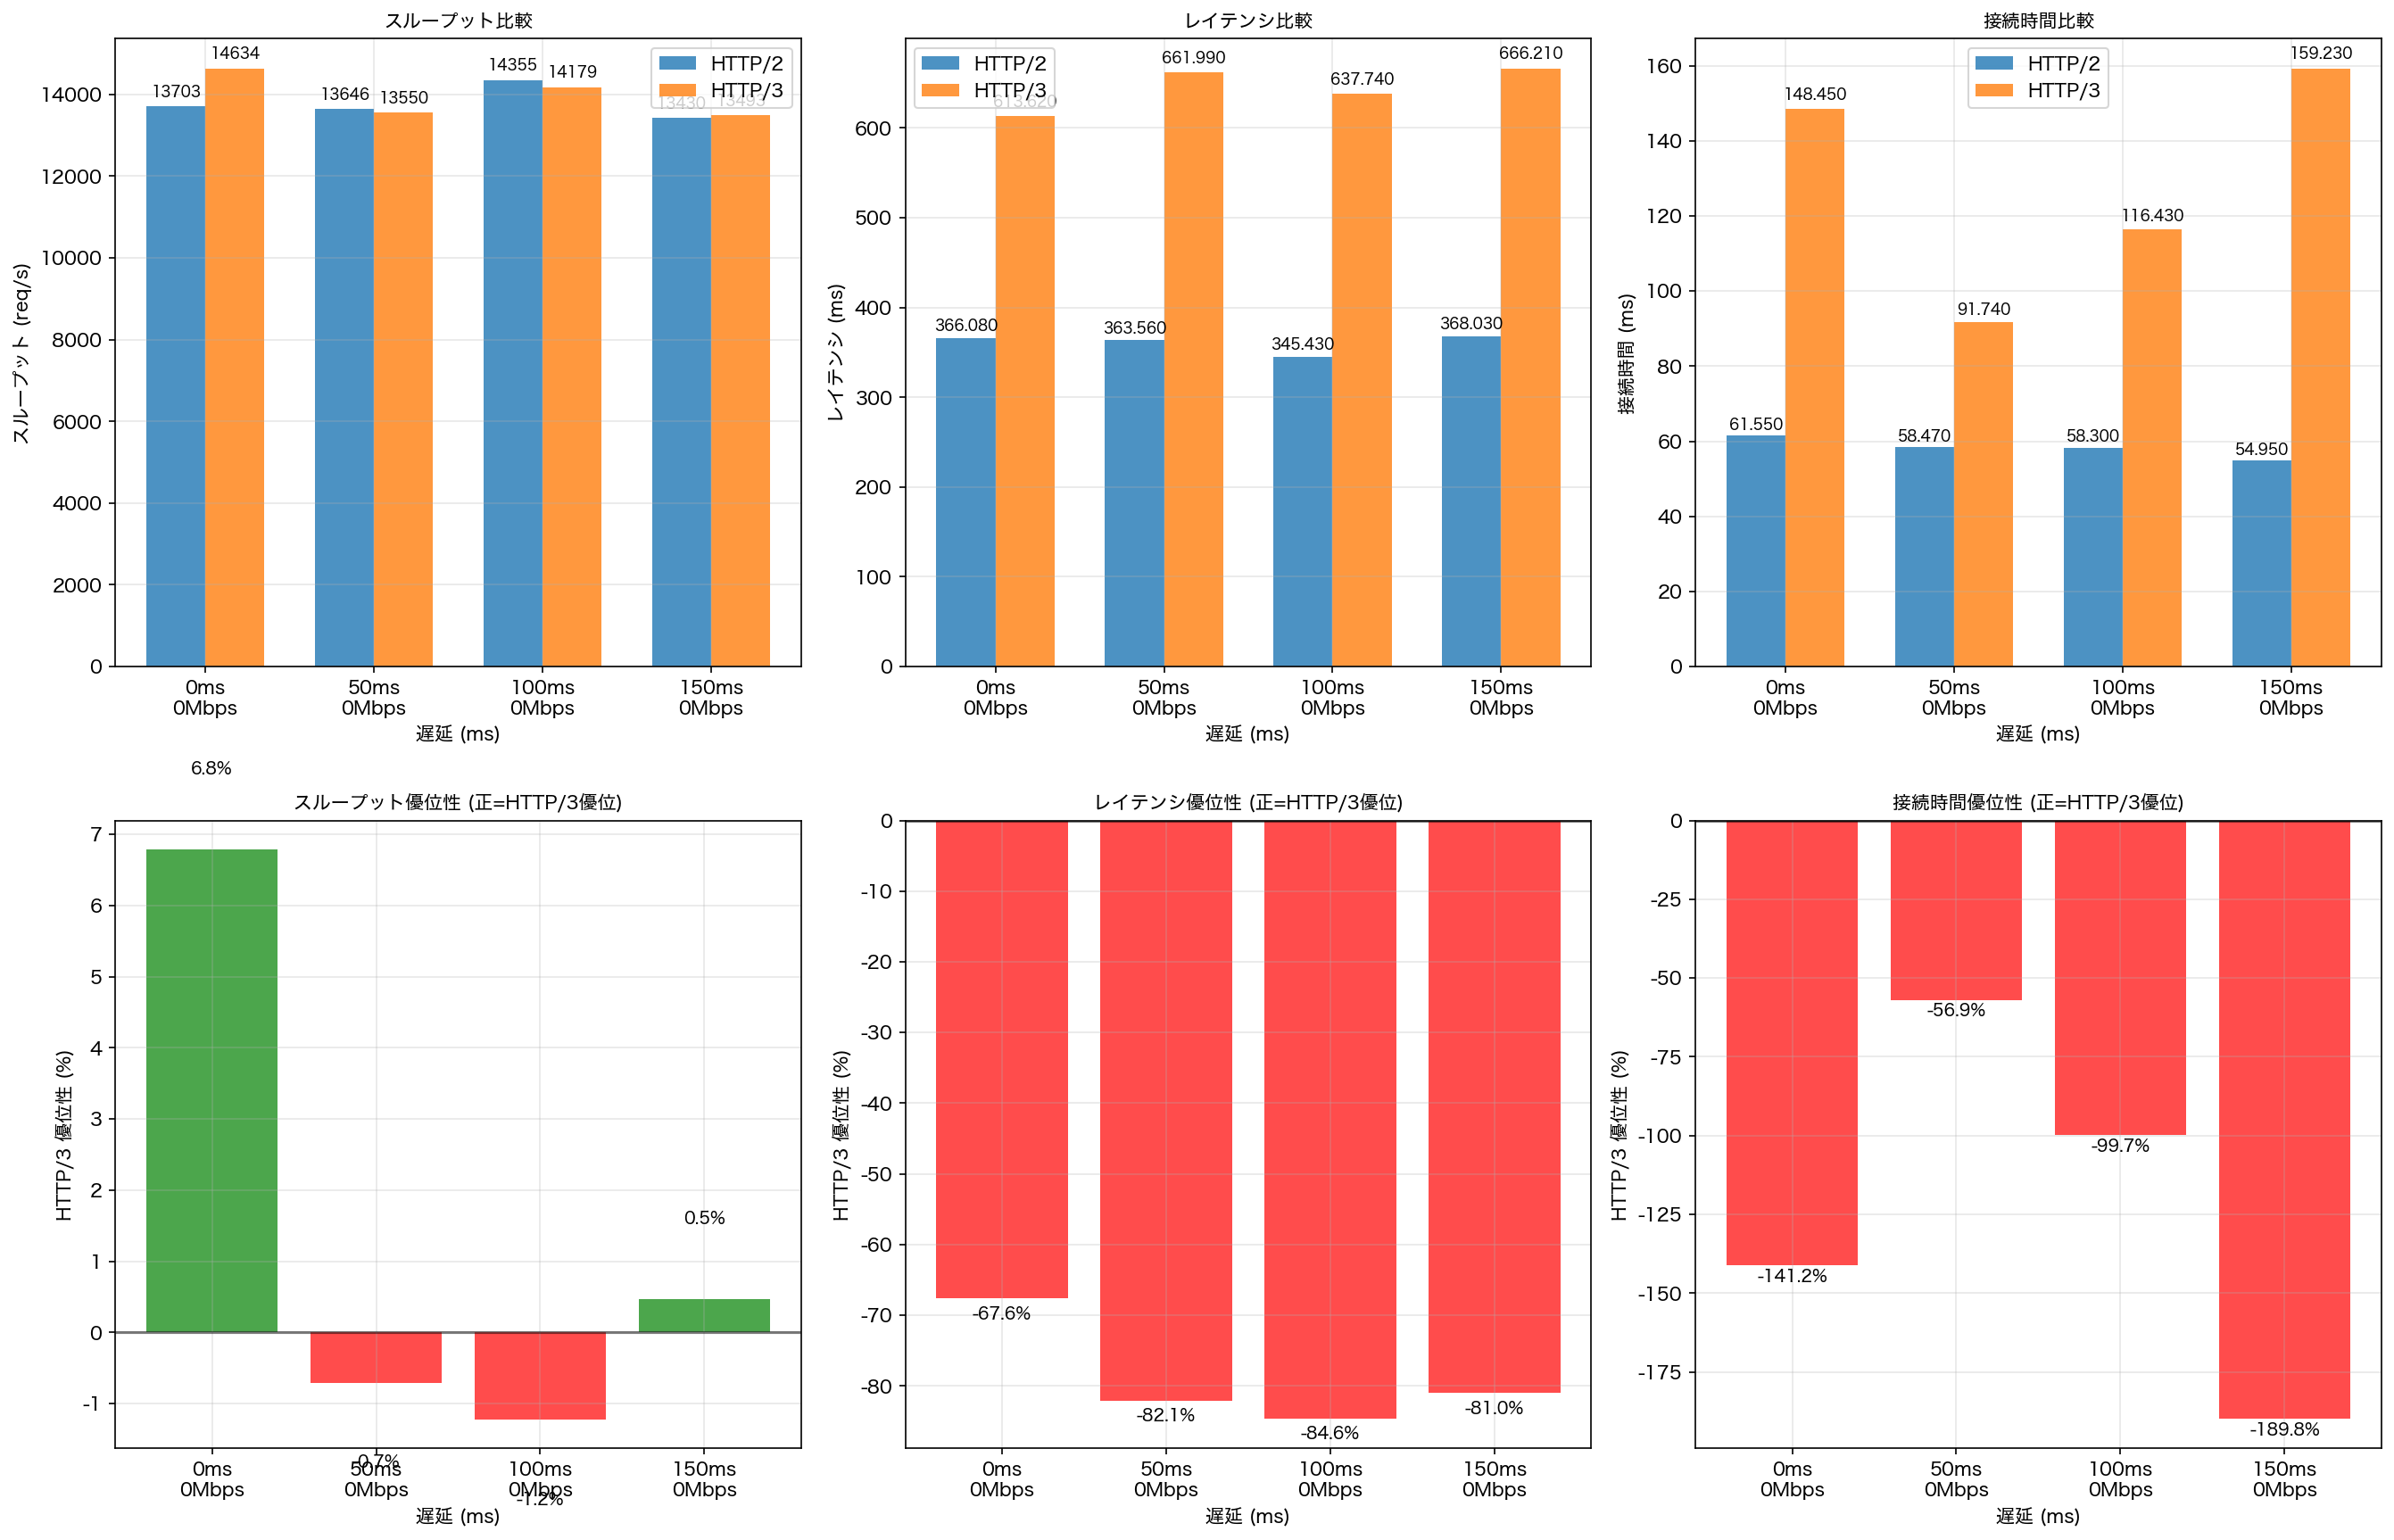 スループット比較
14634
13703
13646
13550
14355
14179
13430
13493
HTTP/2
HTTP/3
14000
12000
10000
8000
6000
4000
2000
0
スループット (req/s)
0ms
0Mbps
50ms
0Mbps
100ms
0Mbps
150ms
0Mbps
遅延 (ms)
レイテンシ比較
HTTP/2
HTTP/3
613.620
661.990
637.740
666.210
366.080
363.560
345.430
368.030
600
500
400
300
200
100
0
レイテンシ (ms)
0ms
0Mbps
50ms
0Mbps
100ms
0Mbps
150ms
0Mbps
遅延 (ms)
接続時間比較
HTTP/2
HTTP/3
148.450
91.740
116.430
159.230
61.550
58.470
58.300
54.950
160
140
120
100
80
60
40
20
0
接続時間 (ms)
0ms
0Mbps
50ms
0Mbps
100ms
0Mbps
150ms
0Mbps
遅延 (ms)
6.8%
スループット優位性 (正=HTTP/3優位)
7
6
5
4
3
2
1
0
-1
HTTP/3 優位性 (%)
0.5%
-0.7%
-1.2%
0ms
0Mbps
50ms
0Mbps
100ms
0Mbps
150ms
0Mbps
遅延 (ms)
レイテンシ優位性 (正=HTTP/3優位)
0
-10
-20
-30
-40
-50
-60
-70
-80
HTTP/3 優位性 (%)
-67.6%
-82.1%
-84.6%
-81.0%
0ms
0Mbps
50ms
0Mbps
100ms
0Mbps
150ms
0Mbps
遅延 (ms)
接続時間優位性 (正=HTTP/3優位)
0
-25
-50
-75
-100
-125
-150
-175
HTTP/3 優位性 (%)
-141.2%
-56.9%
-99.7%
-189.8%
0ms
0Mbps
50ms
0Mbps
100ms
0Mbps
150ms
0Mbps
遅延 (ms)